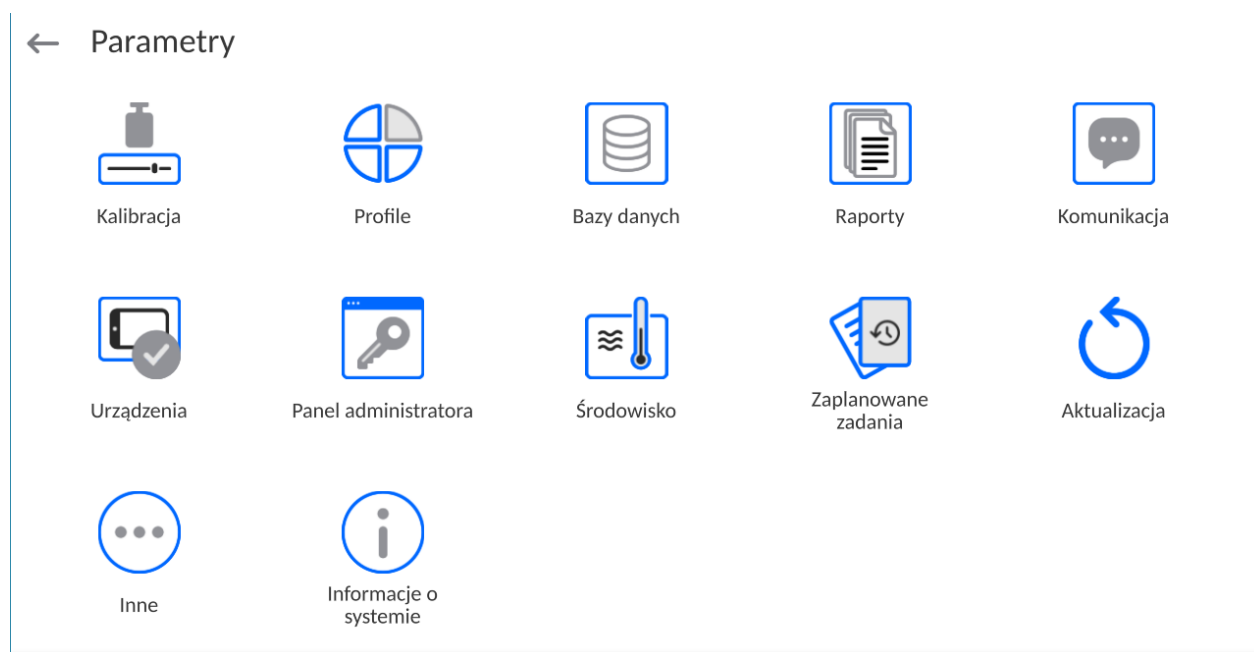 Parametry
Kalibracja
Profile
Bazy danych
Raporty
Komunikacja
Urządzenia
Panel administratora
Środowisko
Zaplanowane
zadania
Aktualizacja
Inne
Informacje o
systemie